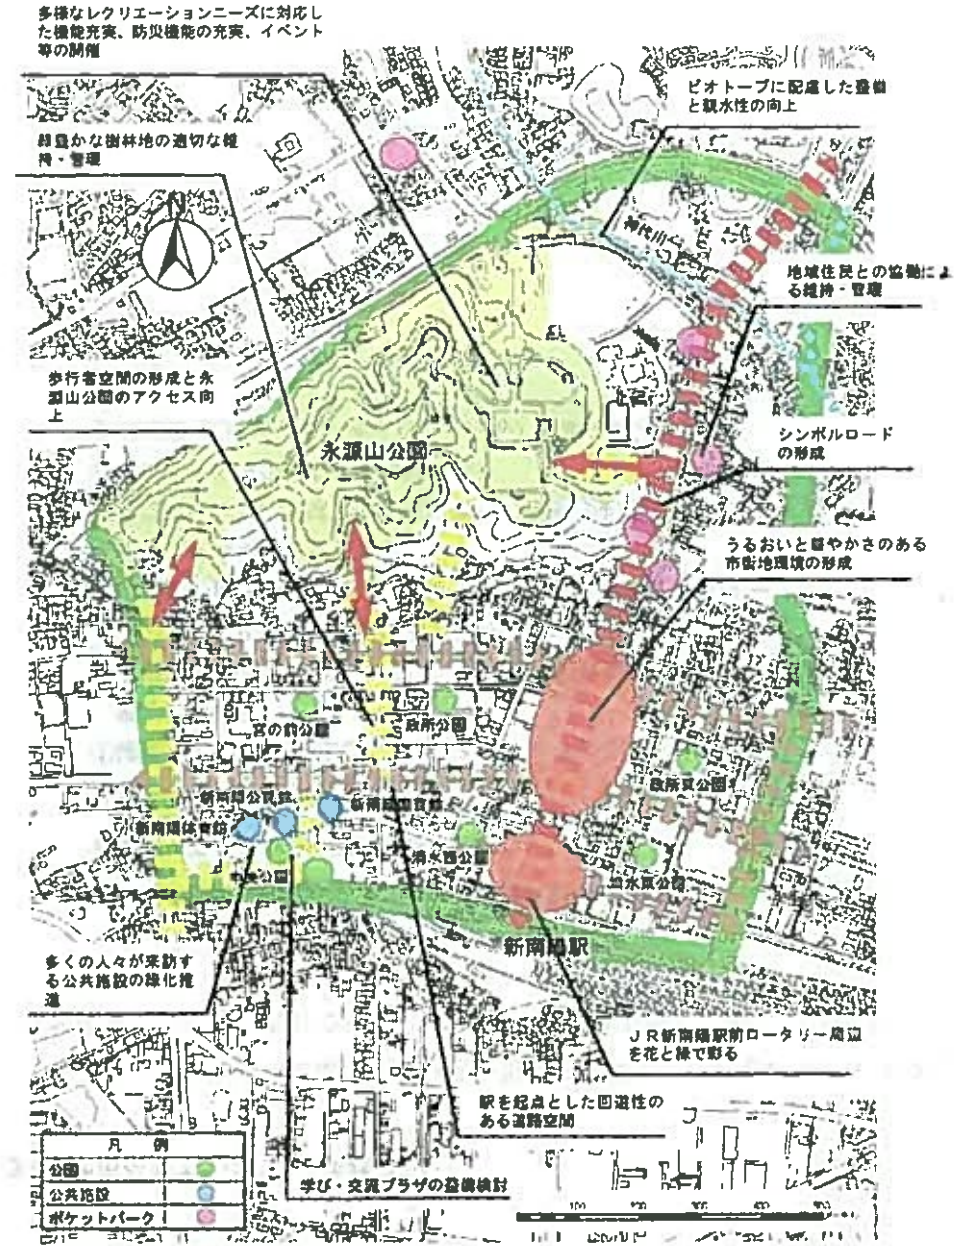 多様なレクリエーションニーズに対応し
た機能充実、防災機能の充実、イベント
等の開催
ビオトープに配慮した整備
と親水性の向上
緑豊かな樹林地の適切な維
持・管理
N
地域住民との協働によ
る維持・管理
歩行者空間の形成と永
源山公園のアクセス向
上
シンボルロード
の形成
永源山公園
うるおいと賑やかさのある
市街地環境の形成
宮の前公園
政所公園
政所東公園
新南陽公民館
新南陽体育館
清水西公園
清水東公園
新南陽駅
多くの人々が来訪す
る公共施設の緑化推
進
JR新南陽駅前ロータリー周辺
を花と緑で彩る
駅を起点とした回遊性の
ある道路空間
学び・交流プラザの整備検討
凡 例
公園
公共施設
ポケットパーク